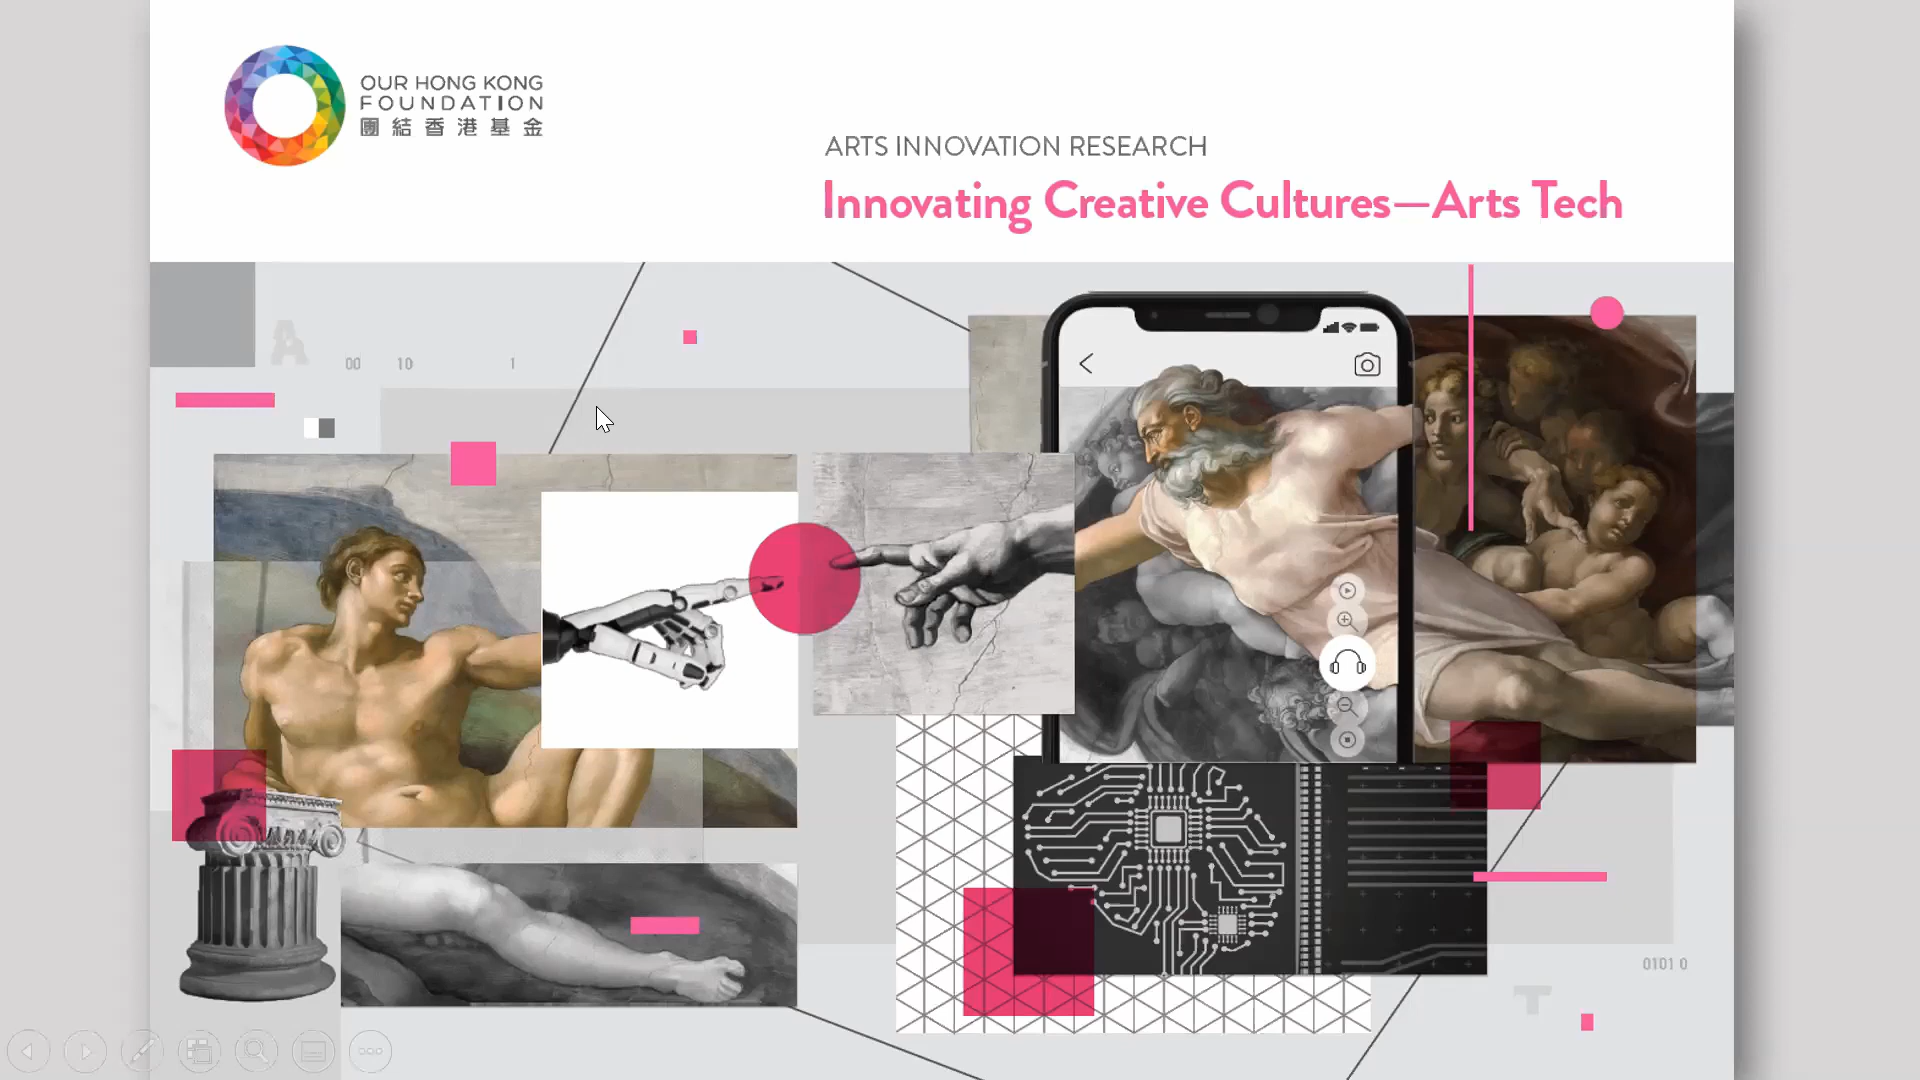 OUR HONG KONG
FOUNDATION
團結香港基金
ARTS INNOVATION RESEARCH
Innovating Creative Cultures—Arts Tech
A
00 10 1
0101 0
T